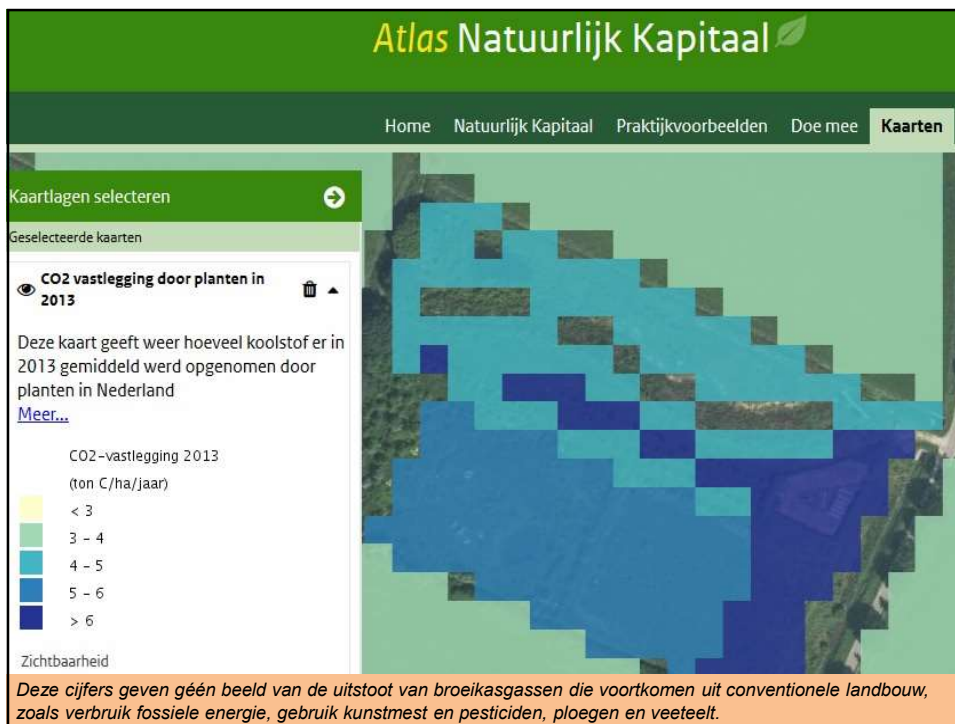 Atlas Natuurlijk Kapitaal
Home Natuurlijk Kapitaal Praktijkvoorbeelden Doe mee Kaarten
Kaartlagen selecteren
Geselecteerde kaarten
CO2 vastlegging door planten in
2013
Deze kaart geeft weer hoeveel koolstof er in
2013 gemiddeld werd opgenomen door
planten in Nederland
Meer...
CO2-vastlegging 2013
(ton C/ha/jaar)
< 3
3 - 4
4 - 5
5 - 6
> 6
Zichtbaarheid
Deze cijfers geven géén beeld van de uitstoot van broeikasgassen die voortkomen uit conventionele landbouw,
zoals verbruik fossiele energie, gebruik kunstmest en pesticiden, ploegen en veeteelt.